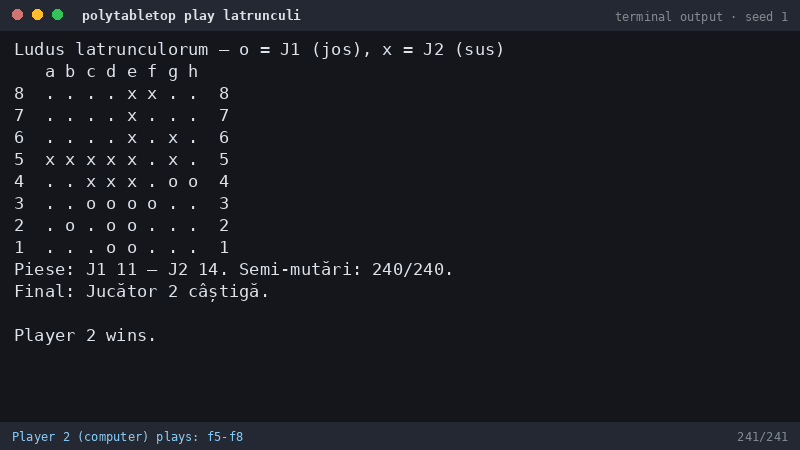 polytabletop play latrunculi
terminal output · seed 1
Ludus latrunculorum — o = J1 (jos), x = J2 (sus)
a b c d e f g h
8 . . . . x x . . 8
7 . . . . x . . . 7
6 . . . . x . x . 6
5 x x x x x . x . 5
4 . . x x x . o o 4
3 . . o o o o . . 3
2 . o . o o . . . 2
1 . . . o o . . . 1
Piese: J1 11 — J2 14. Semi-mutări: 240/240.
Final: Jucător 2 câștigă.
Player 2 wins.
Player 2 (computer) plays: f5-f8
241/241